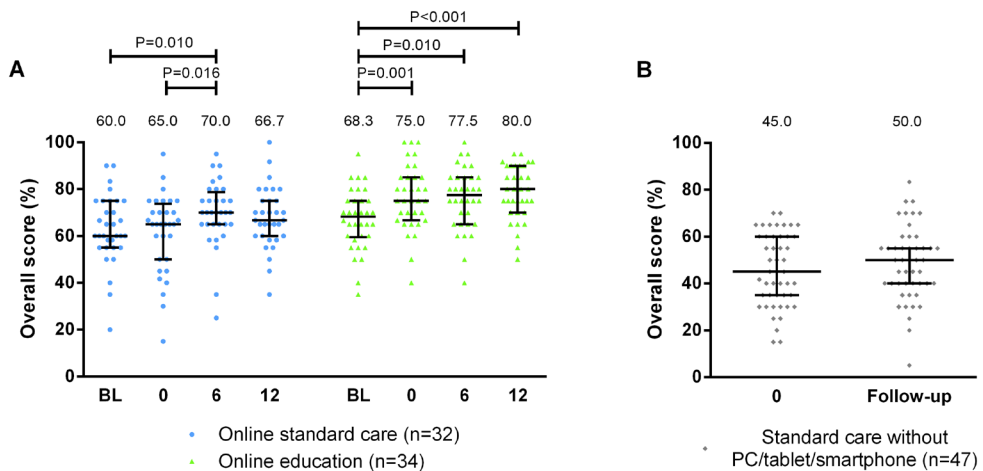 P<0.001
P=0.010
P=0.010
P=0.016
P=0.001
A
B
60.0 65.0 70.0 66.7 68.3 75.0 77.5 80.0
45.0 50.0
Overall score (%)
100
80
60
40
20
0
BL 0 6 12 BL 0 6 12
Online standard care (n=32)
Online education (n=34)
Overall score (%)
100
80
60
40
20
0
0 Follow-up
Standard care without
PC/tablet/smartphone (n=47)